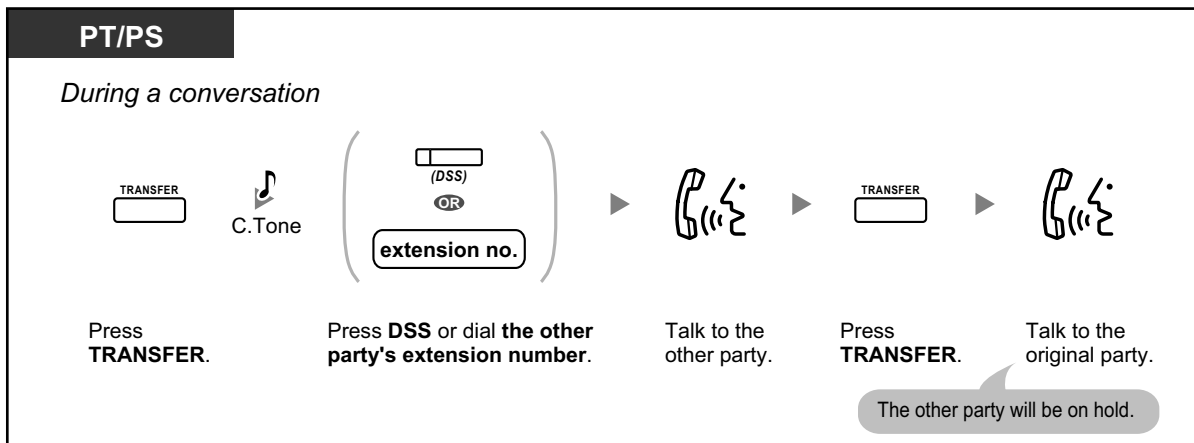 PT/PS
During a conversation
TRANSFER
C.Tone
(DSS)
OR
extension no.
TRANSFER
Press
TRANSFER.
Press DSS or dial the other
party's extension number.
Talk to the
other party.
Press
TRANSFER.
Talk to the
original party.
The other party will be on hold.